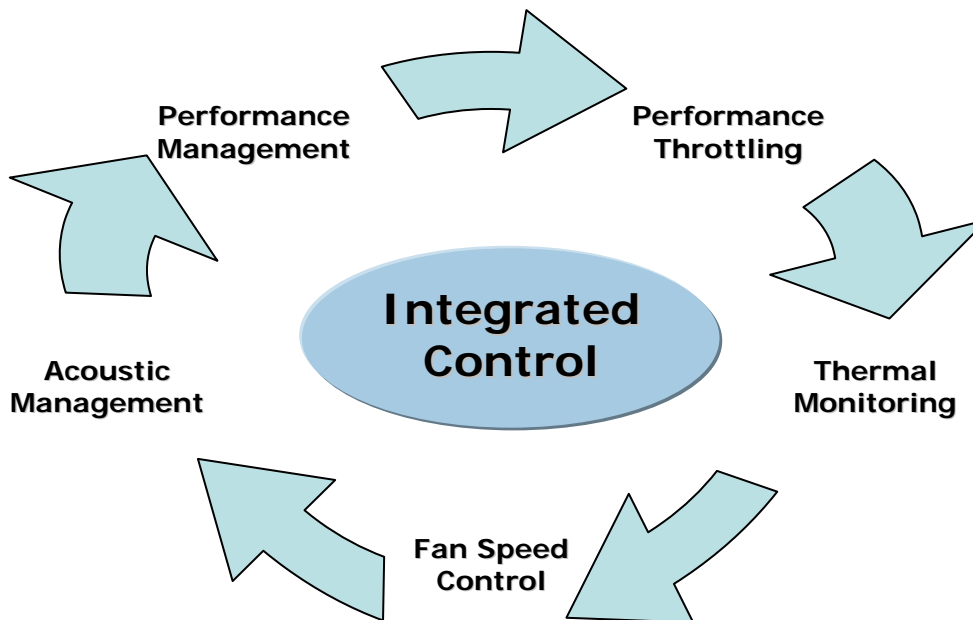 Performance
Management
Performance
Throttling
Integrated
Control
Acoustic
Management
Thermal
Monitoring
Fan Speed
Control